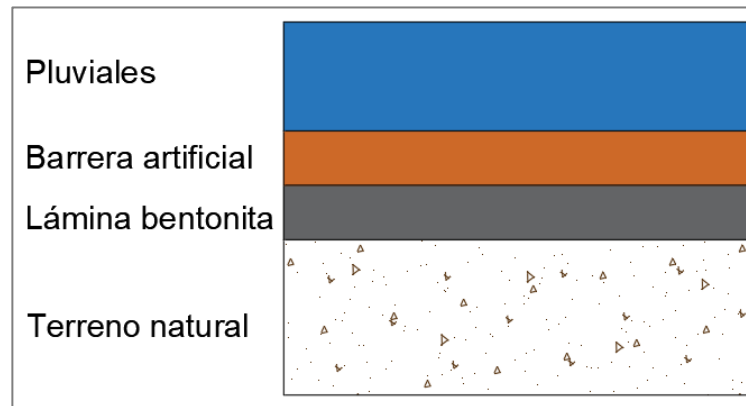 Pluviales
Barrera artificial
Lámina bentonita
Terreno natural